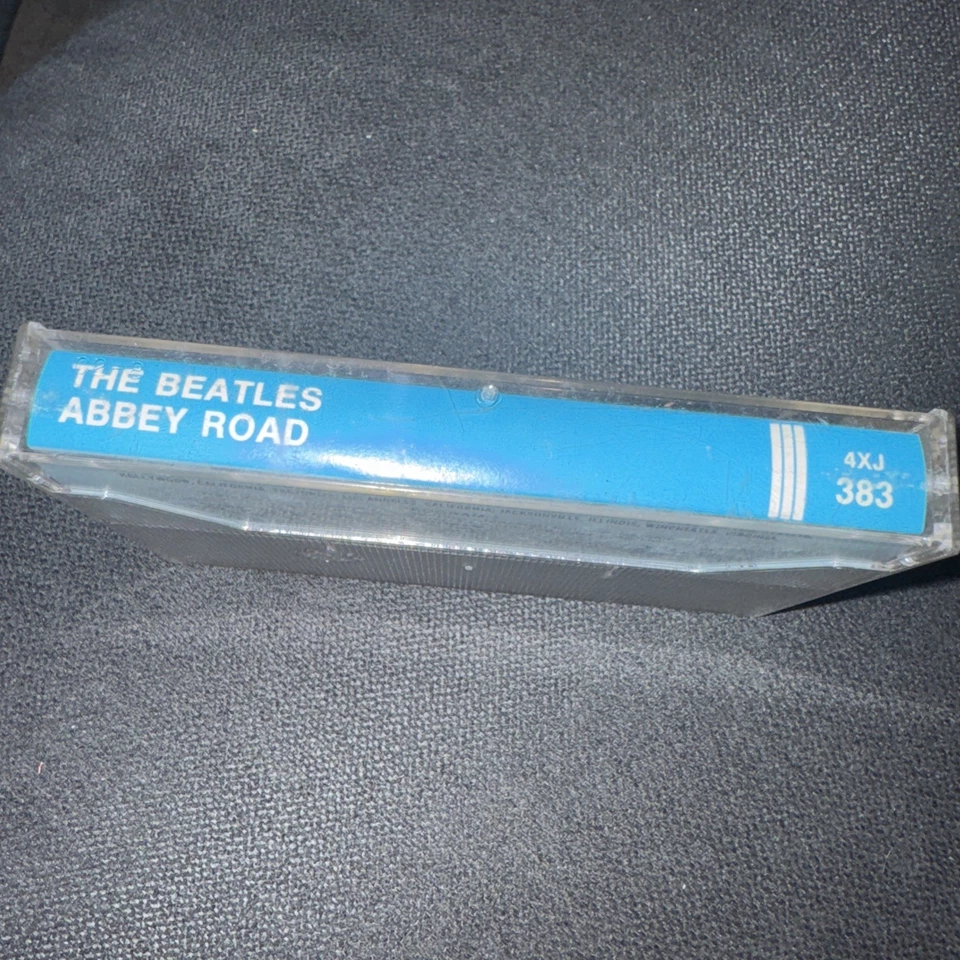 THE BEATLES
ABBEY ROAD
4XJ
383